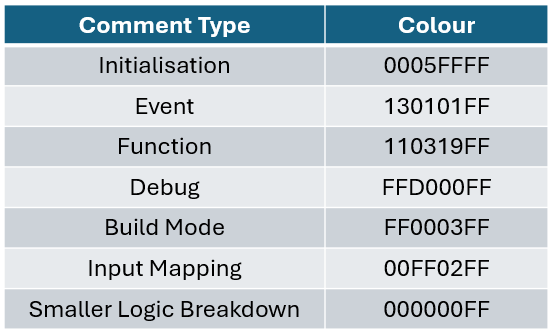 Comment Type Colour
Initialisation 0005FFFF
Event 130101FF
Function 110319FF
Debug FFD000FF
Build Mode FF0003FF
Input Mapping 00FF02FF
Smaller Logic Breakdown 000000FF